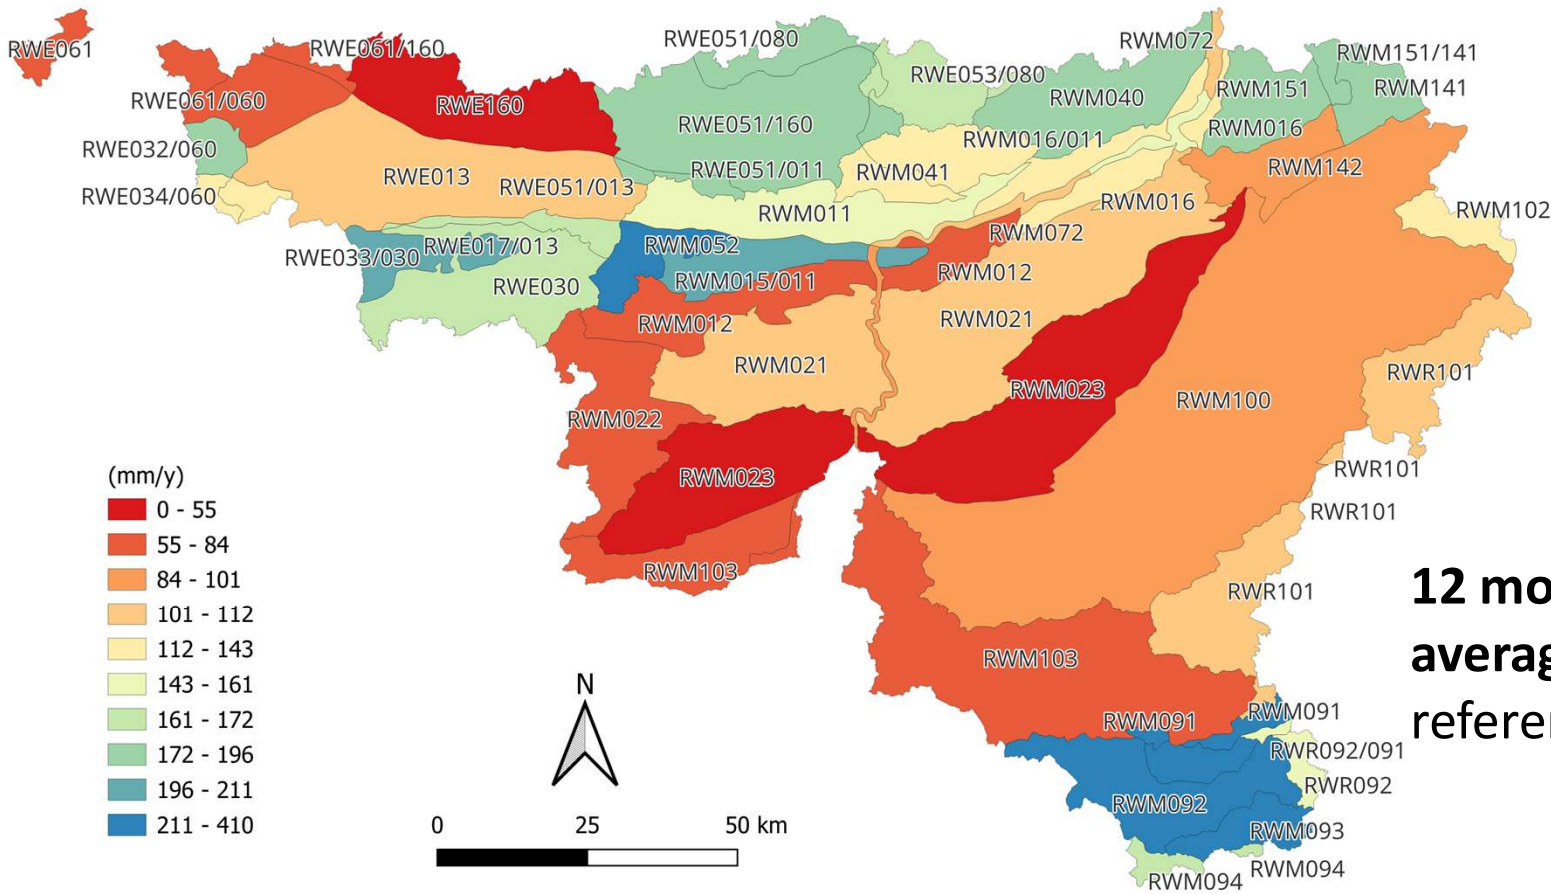 RWE061
RWE061/160
RWE051/080
RWM072
RWM151/141
RWE053/080
RWE061/060
RWE160
RWM040
RWM151
RWM141
RWE051/160
RWM016
RWE032/060
RWM016/011
RWE013
RWE051/011
RWM041
RWM142
RWE034/060
RWE051/013
RWM011
RWM016
RWM102
RWE033/030
RWE017/013
RWM052
RWM072
RWE030
RWM015/011
RWM012
RWM012
RWM021
RWM021
RWR101
RWM023
RWM100
RWM022
RWM023
RWR101
RWR101
RWM103
RWR101
RWM103
RWM091
RWM091
RWR092/091
RWR092
RWM092
RWM093
RWM094
RWM094
(mm/y)
0 - 55
55 - 84
84 - 101
101 - 112
112 - 143
143 - 161
161 - 172
172 - 196
196 - 211
211 - 410
N
0 25 50 km
12 mo
averag
referen